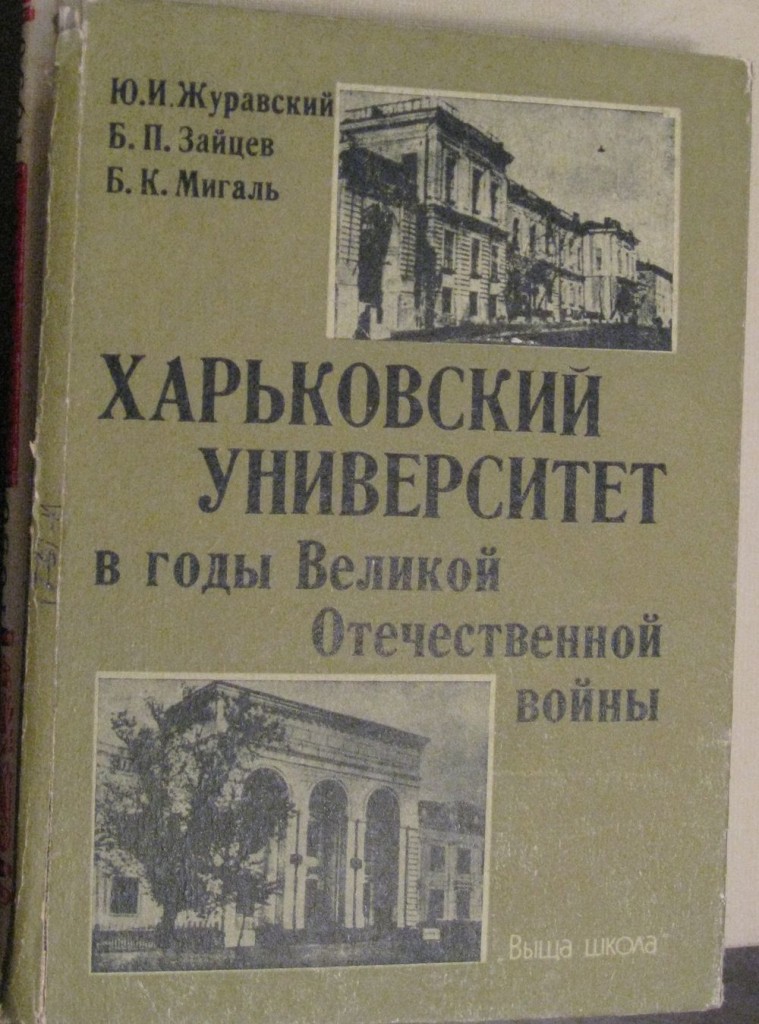 Ю.И.Журавский
Б. П. Зайцев
Б. К. Мигаль
ХАРЬКОВСКИЙ
УНИВЕРСИТЕТ
в годы Великой
Отечественной
войны
„Выща школа"